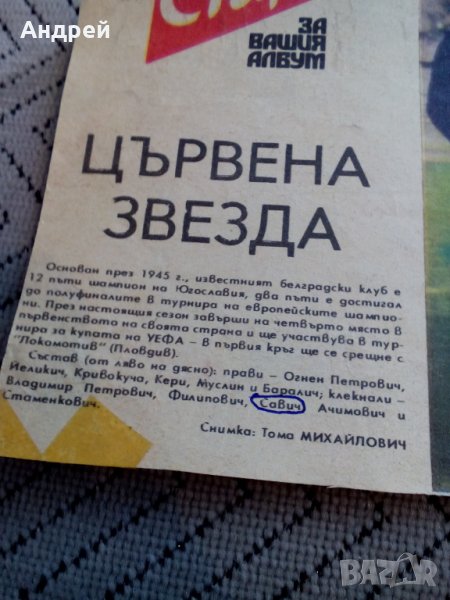 Андрей
Старт
ЗА
ВАШИЯ
АЛБУМ
ЦЪРВЕНА
ЗВЕЗДА
Основан през 1945 г., известният белградски клуб е
12 пъти шампион на Югославия, два пъти е достигал
до полуфиналите в турнира на европейските шампио-
ни. През настоящия сезон завърши на четвърто място в
първенството на своята страна и ще участвува в тур-
нира за купата на УЕФА – в първия кръг ще се срещне с
"Локомотив" (Пловдив).
Състав (от ляво на дясно): прави – Огнен Петрович,
Йеликич, Кривокуча, Кери, Муслин и Баралич; клекнали –
Владимир Петрович, Филипович, Савич, Ачимович и
Стаменкович.
Снимка: Тома МИХАЙЛОВИЧ
BAZAR